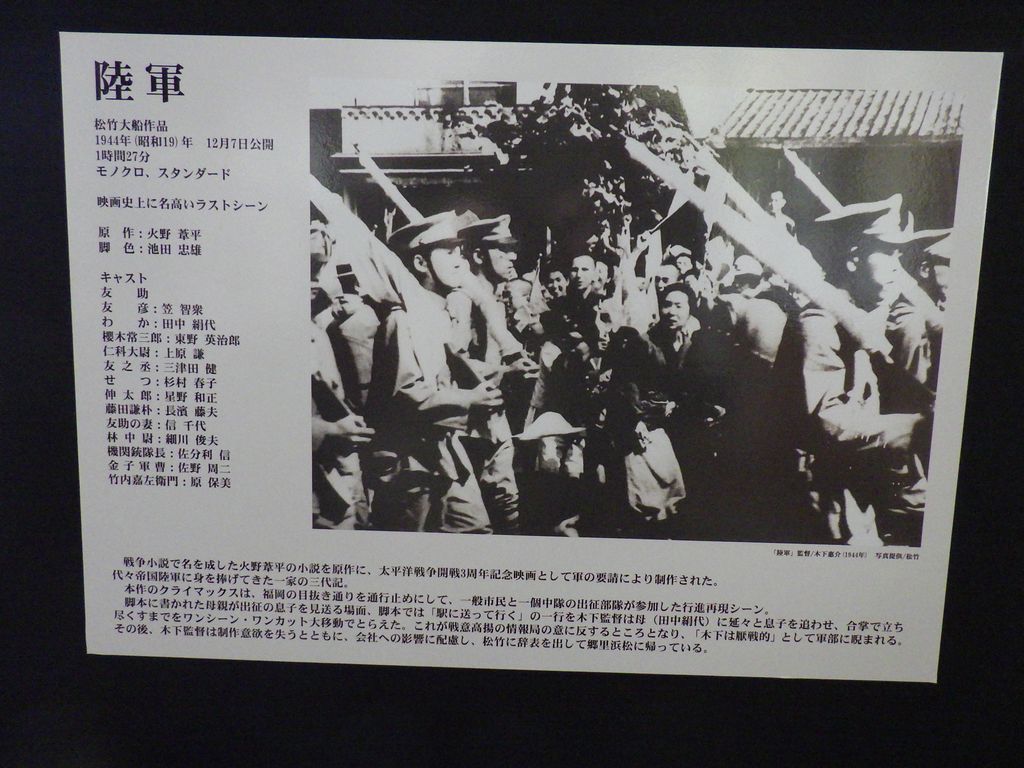 陸軍
松竹大船作品
1944年(昭和19)年 12月7日公開
1時間27分
モノクロ、スタンダード
映画史上に名高いラストシーン
原 作：火野 葦平
脚 色：池田 忠雄
キャスト
友 助
友 彦：笠 智衆
わ か：田中 絹代
櫻木常三郎：東野 英治郎
仁科大尉：上原 謙
友之丞：三津田 健
せ つ：杉村 春子
伸太郎：星野 和正
藤田謙朴：長濱 藤夫
友助の妻：信 千代
林中尉：細川 俊夫
機関銃隊長：佐分利 信
金子軍曹：佐野 周二
竹内嘉左衛門：原 保美
「陸軍」監督/木下惠介(1944年) 写真提供/松竹
戦争小説で名を成した火野葦平の小説を原作に、太平洋戦争開戦3周年記念映画として軍の要請により制作された。
代々帝国陸軍に身を捧げてきた一家の三代記。
本作のクライマックスは、福岡の目抜き通りを通行止めにして、一般市民と一個中隊の出征部隊が参加した行進再現シーン。
脚本に書かれた母親が出征の息子を見送る場面、脚本では「駅に送って行く」の一行を木下監督は母（田中絹代）に延々と息子を追わせ、合掌で立ち
尽くすまでをワンシーン・ワンカット大移動でとらえた。これが戦意高揚の情報局の意に反するところとなり、「木下は厭戦的」として軍部に睨まれる。
その後、木下監督は制作意欲を失うとともに、会社への影響に配慮し、松竹に辞表を出して郷里浜松に帰っている。